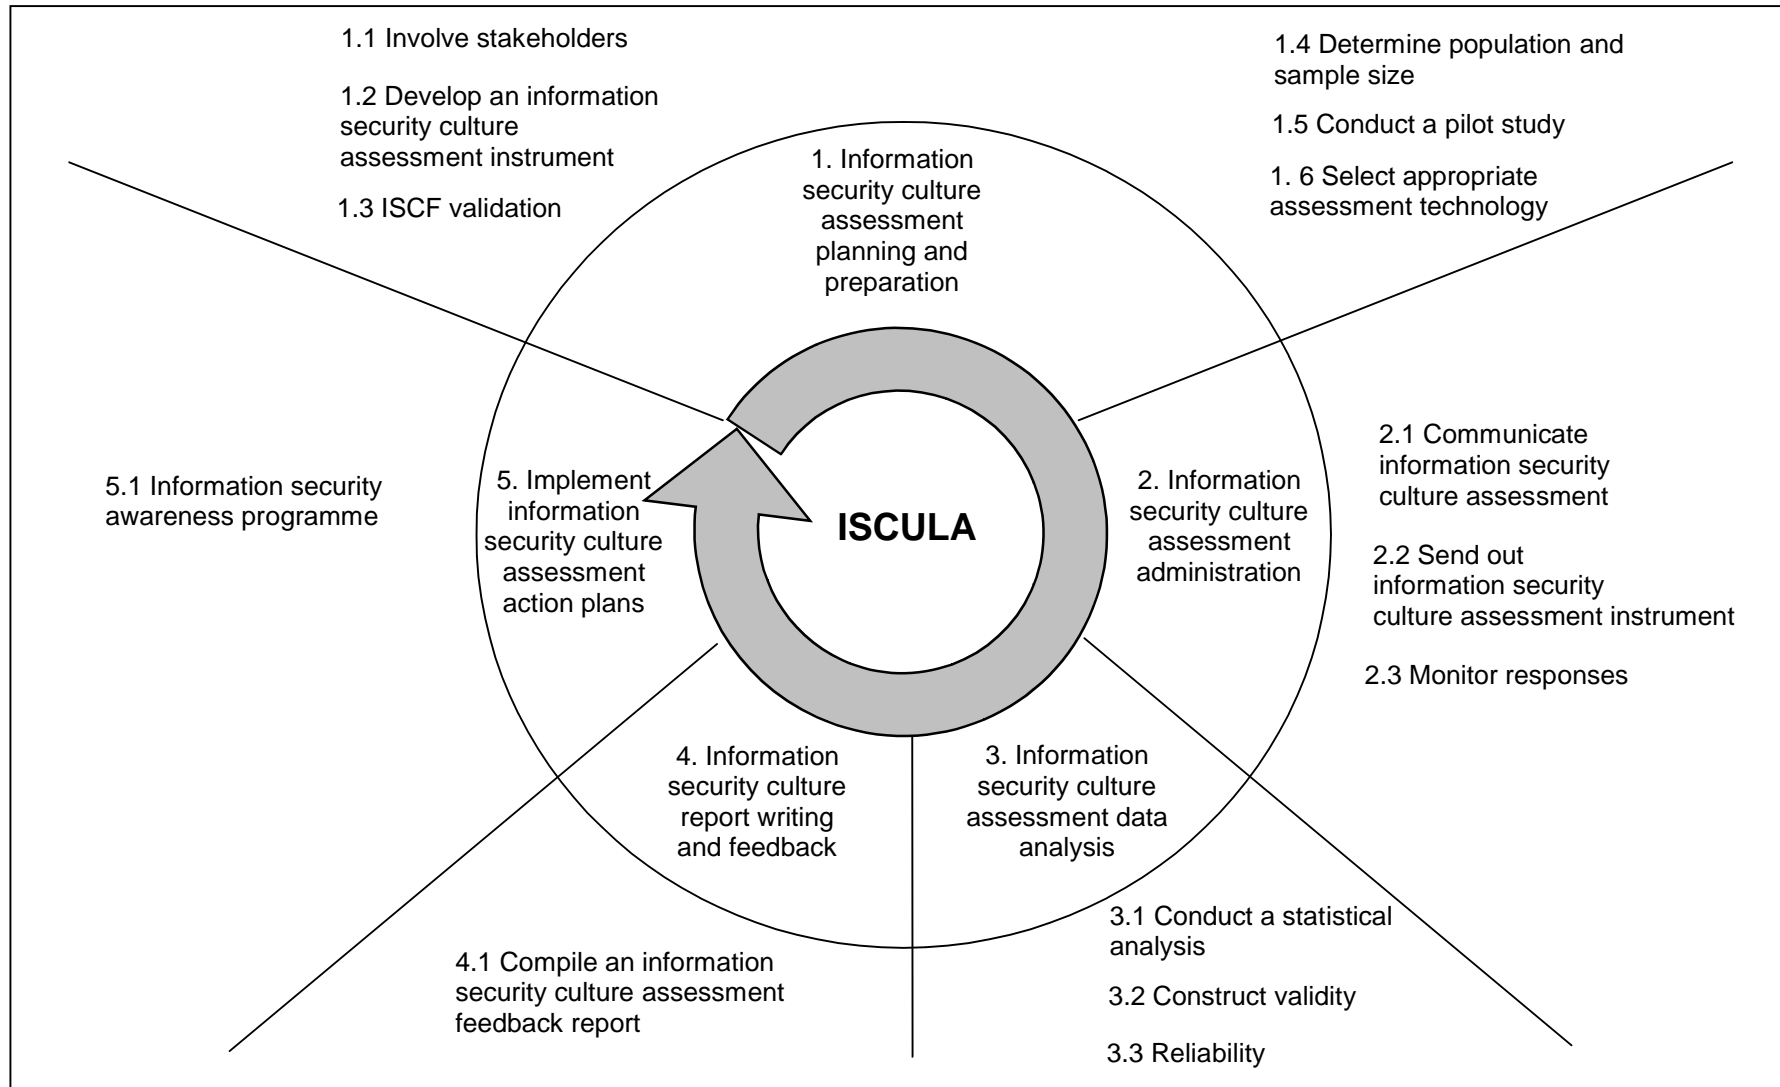 1.1 Involve stakeholders
1.2 Develop an information
security culture
assessment instrument
1.3 ISCF validation
1.4 Determine population and
sample size
1.5 Conduct a pilot study
1. 6 Select appropriate
assessment technology
1. Information
security culture
assessment
planning and
preparation
2. Information
security culture
assessment
administration
2.1 Communicate
information security
culture assessment
2.2 Send out
information security
culture assessment instrument
2.3 Monitor responses
3. Information
security culture
assessment data
analysis
3.1 Conduct a statistical
analysis
3.2 Construct validity
3.3 Reliability
4. Information
security culture
report writing
and feedback
4.1 Compile an information
security culture assessment
feedback report
5. Implement
information
security culture
assessment
action plans
5.1 Information security
awareness programme
ISCULA